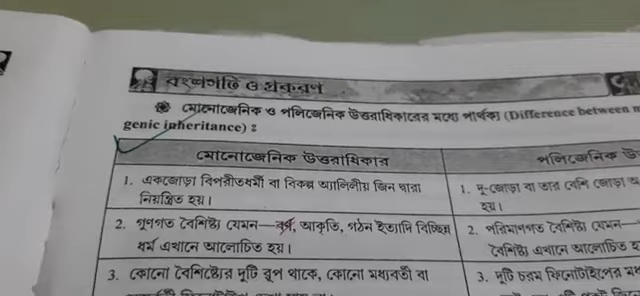 বংশগতি ও প্রকরণ
মোনোজেনিক ও পলিজেনিক উত্তরাধিকারের মধ্যে পার্থক্য (Difference between
genic inheritance) :
মোনোজেনিক উত্তরাধিকার
পলিজেনিক
1. একজোড়া বিপরীতধর্মী বা বিকল্প অ্যালিলীয় জিন দ্বারা
নিয়ন্ত্রিত হয়।
1. দু-জোড়া বা তার বেশি জোড়া
হয়।
2. গুণগত বৈশিষ্ট্য যেমন—বর্ণ, আকৃতি, গঠন ইত্যাদি বিচ্ছিন্ন
ধর্ম এখানে আলোচিত হয়।
2. পরিমাণগত বৈশিষ্ট্য যেমন—
বৈশিষ্ট্য এখানে আলোচিত
3. কোনো বৈশিষ্ট্যের দুটি রূপ থাকে, কোনো মধ্যবর্তী বা
3. দুটি চরম ফিনোটাইপের